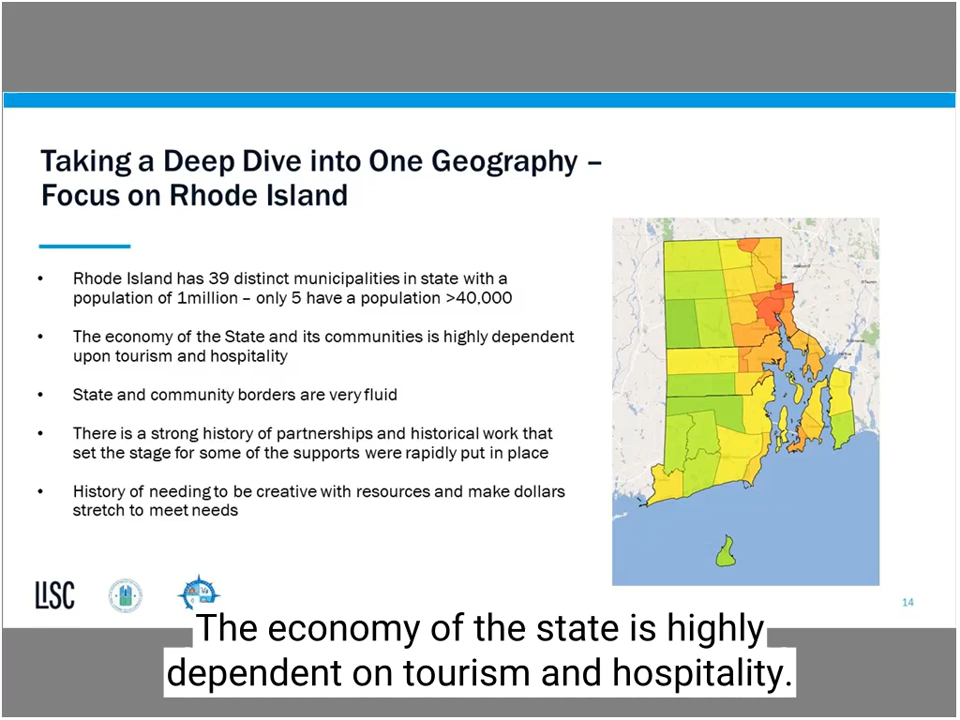 Taking a Deep Dive into One Geography –
Focus on Rhode Island
• Rhode Island has 39 distinct municipalities in state with a
population of 1million – only 5 have a population >40,000
• The economy of the State and its communities is highly dependent
upon tourism and hospitality
• State and community borders are very fluid
• There is a strong history of partnerships and historical work that
set the stage for some of the supports were rapidly put in place
• History of needing to be creative with resources and make dollars
stretch to meet needs
LISC
14
The economy of the state is highly
dependent on tourism and hospitality.